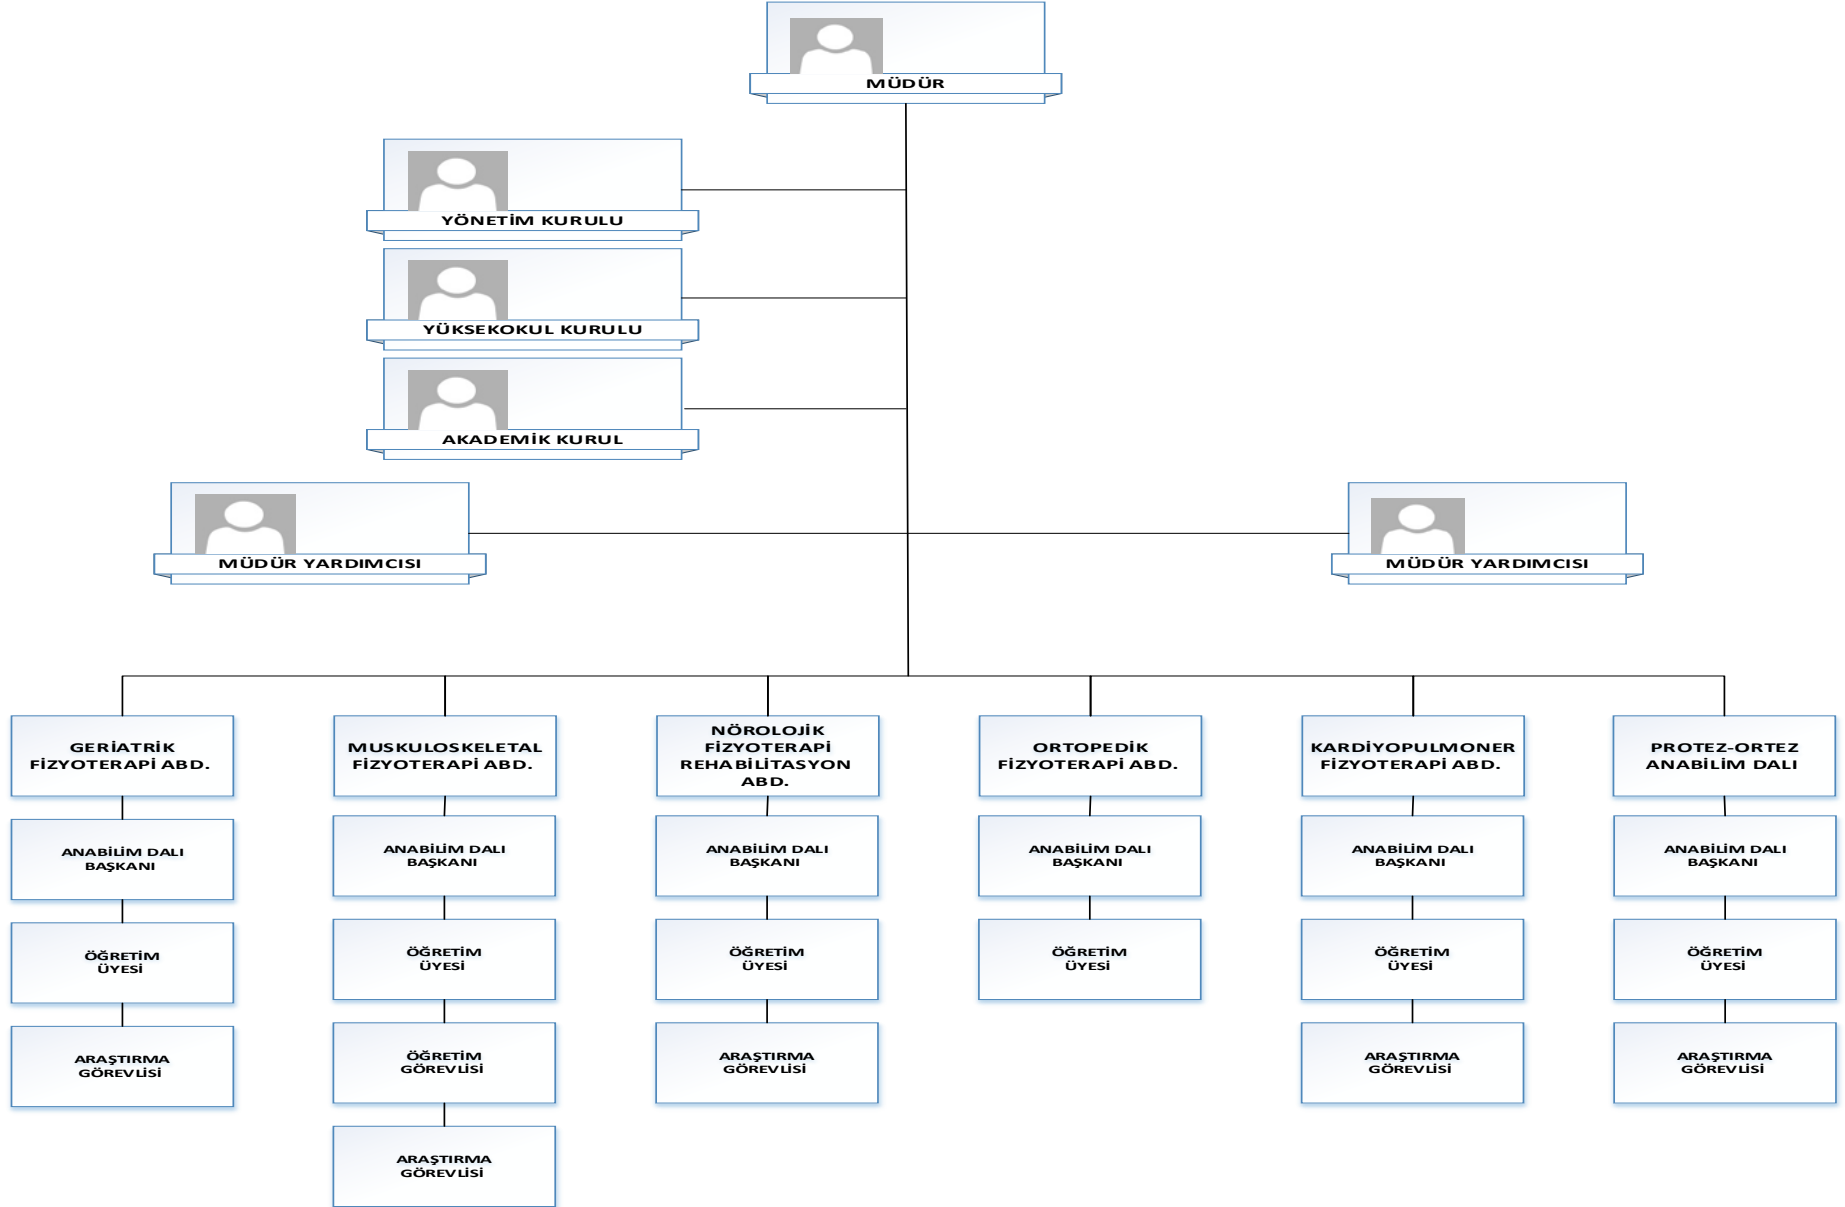 MÜDÜR
YÖNETİM KURULU
YÜKSEKOKUL KURULU
AKADEMİK KURUL
MÜDÜR YARDIMCISI
MÜDÜR YARDIMCISI
GERİATRİK
FİZYOTERAPİ ABD.
MUSKULOSKELETAL
FİZYOTERAPİ ABD.
NÖROLOJİK
FİZYOTERAPİ
REHABİLİTASYON
ABD.
ORTOPEDİK
FİZYOTERAPİ ABD.
KARDİYOPULMONER
FİZYOTERAPİ ABD.
PROTEZ-ORTEZ
ANABİLİM DALI
ANABİLİM DALI
BAŞKANI
ANABİLİM DALI
BAŞKANI
ANABİLİM DALI
BAŞKANI
ANABİLİM DALI
BAŞKANI
ANABİLİM DALI
BAŞKANI
ANABİLİM DALI
BAŞKANI
ÖĞRETİM
ÜYESİ
ÖĞRETİM
ÜYESİ
ÖĞRETİM
ÜYESİ
ÖĞRETİM
ÜYESİ
ÖĞRETİM
ÜYESİ
ÖĞRETİM
ÜYESİ
ARAŞTIRMA
GÖREVLİSİ
ÖĞRETİM
GÖREVLİSİ
ARAŞTIRMA
GÖREVLİSİ
ARAŞTIRMA
GÖREVLİSİ
ARAŞTIRMA
GÖREVLİSİ
ARAŞTIRMA
GÖREVLİSİ